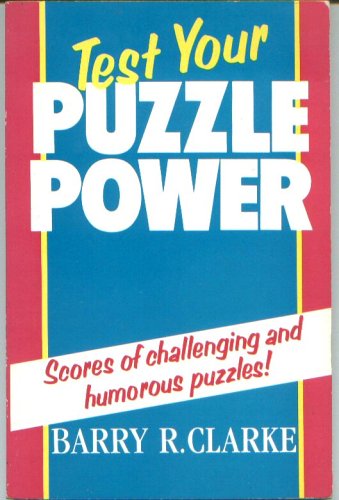 Test Your
PUZZLE
POWER
Scores of challenging and
humorous puzzles!
BARRY R. CLARKE